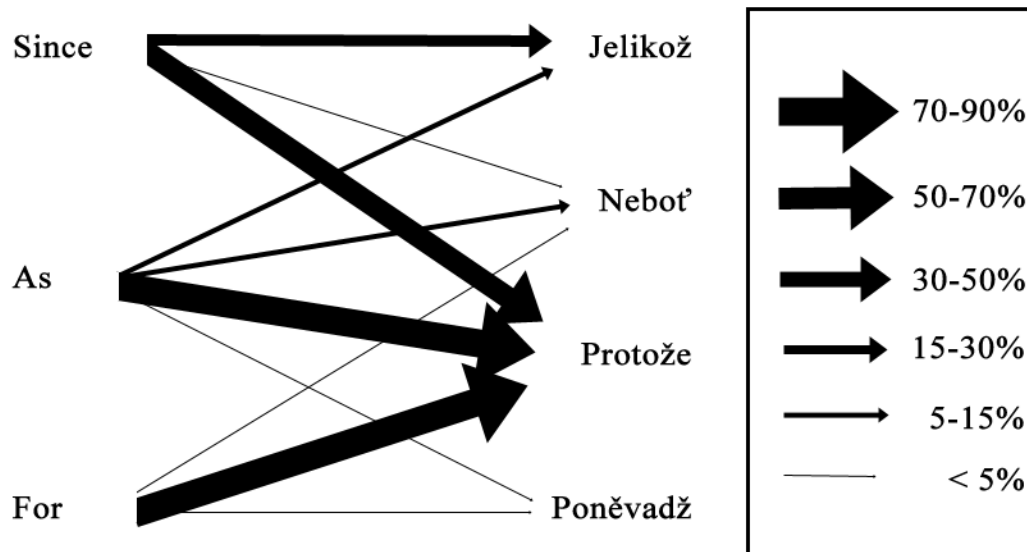 Since
As
For
Jelikož
Neboť
Protože
Poněvadž
70-90%
50-70%
30-50%
15-30%
5-15%
< 5%